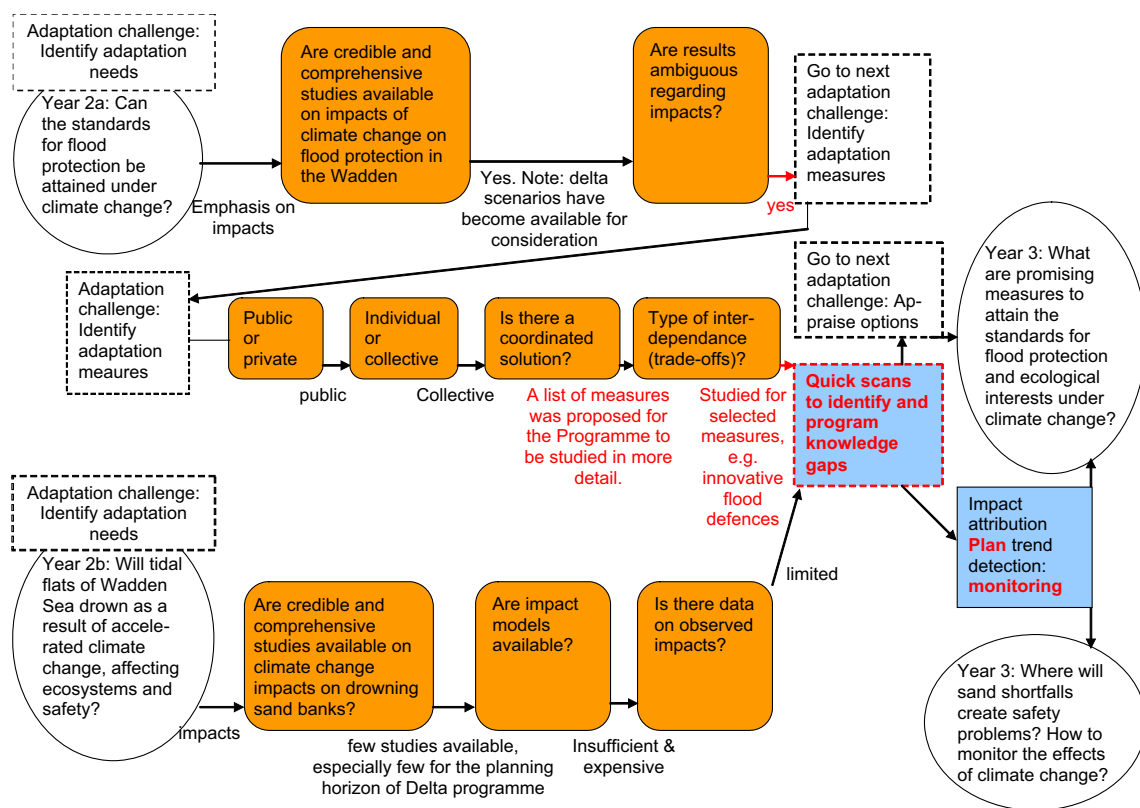 Adaptation challenge:
Identify adaptation
needs
Year 2a: Can
the standards
for flood
protection be
attained under
climate change?
Emphasis on
impacts
Are credible and
comprehensive
studies available
on impacts of
climate change on
flood protection in
the Wadden
Yes. Note: delta
scenarios have
become available for
consideration
Are results
ambiguous
regarding
impacts?
yes
Go to next
adaptation
challenge:
Identify
adaptation
measures
Adaptation
challenge:
Identify
adaptation
meaures
Public
or
private
public
Individual
or
collective
Collective
Is there a
coordinated
solution?
A list of measures
was proposed for
the Programme to
be studied in more
detail.
Type of inter-
dependance
(trade-offs)?
Studied for
selected
measures,
e.g.
innovative
flood
defences
Go to next
adaptation
challenge: Ap-
praise options
Quick scans
to identify and
program
knowledge
gaps
Year 3: What
are promising
measures to
attain the
standards for
flood protection
and ecological
interests under
climate change?
Impact
attribution
Plan trend
detection:
monitoring
Adaptation challenge:
Identify adaptation
needs
Year 2b: Will tidal
flats of Wadden
Sea drown as a
result of accele-
rated climate
change, affecting
ecosystems and
safety?
impacts
Are credible and
comprehensive
studies available on
climate change
impacts on drowning
sand banks?
few studies available,
especially few for the planning
horizon of Delta programme
Are impact
models
available?
Insufficient &
expensive
Is there data
on observed
impacts?
limited
Year 3: Where will
sand shortfalls
create safety
problems? How to
monitor the effects
of climate change?